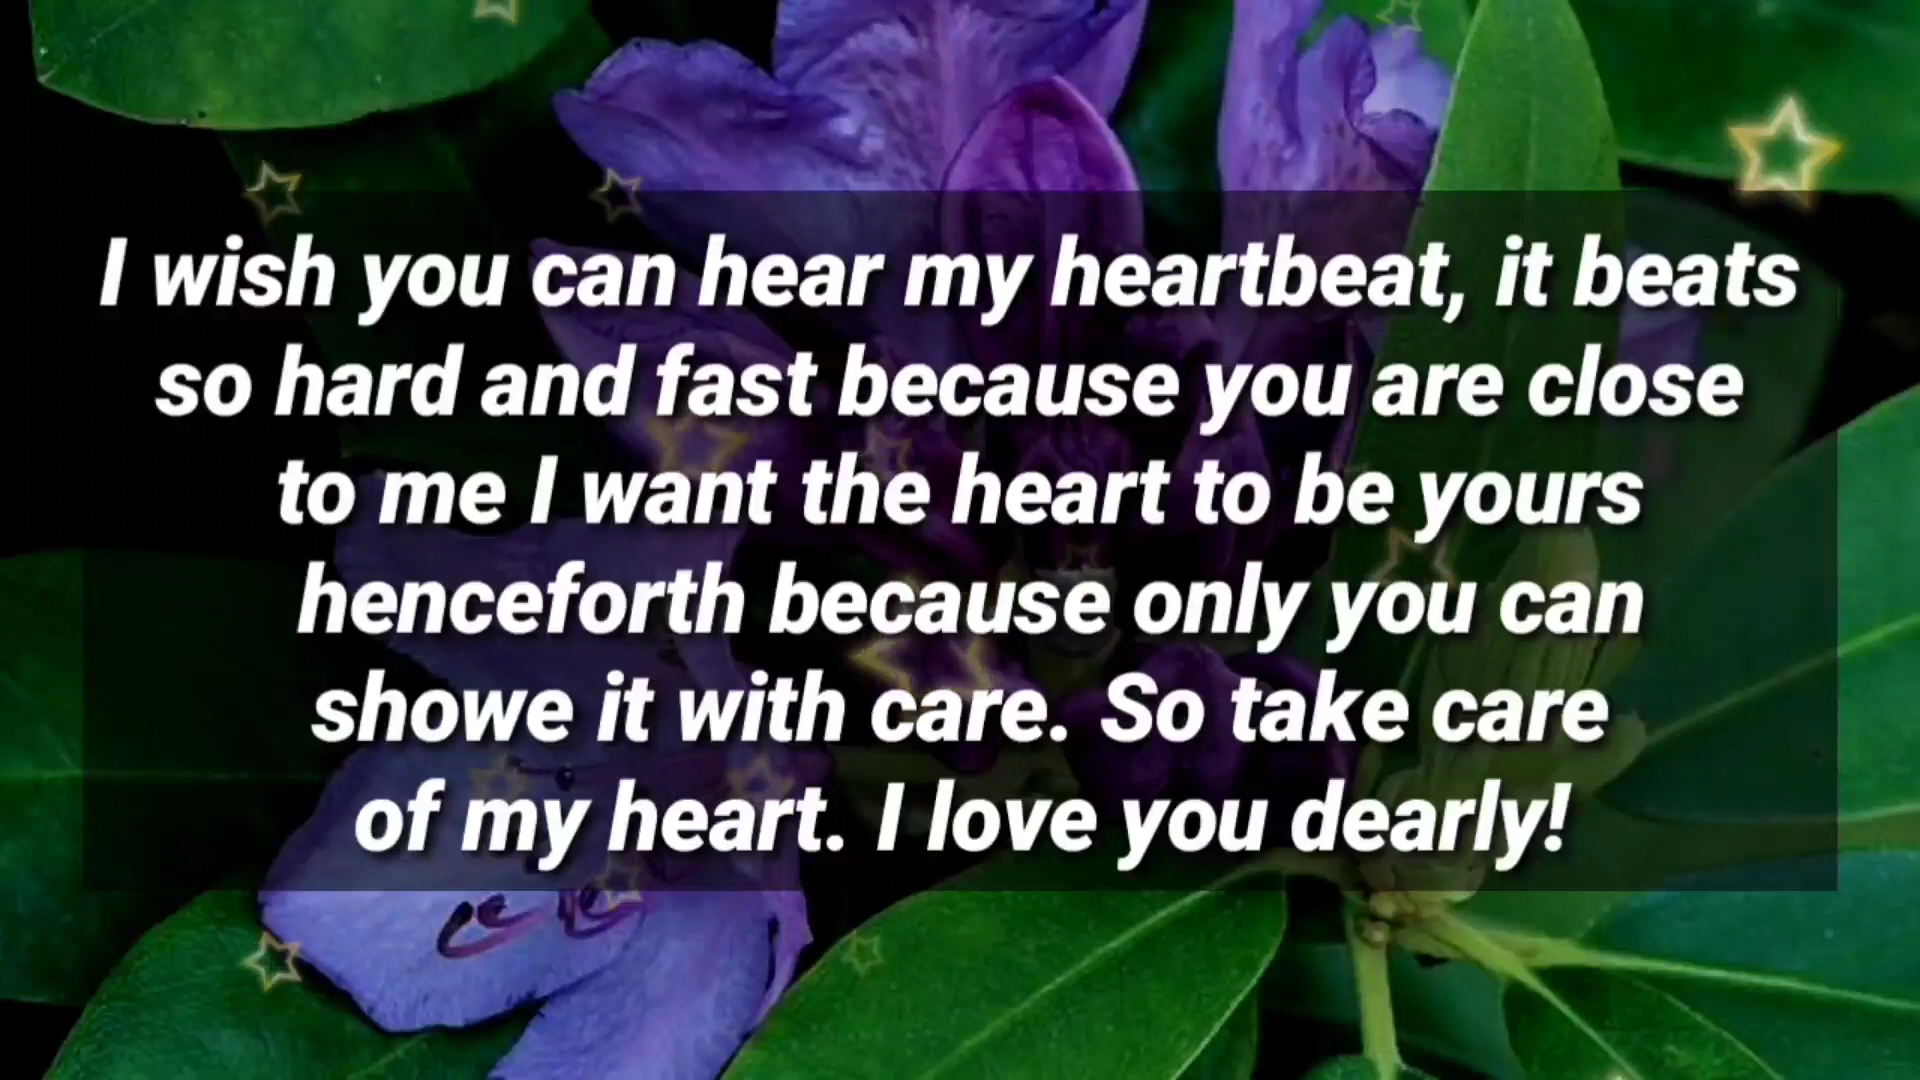 I wish you can hear my heartbeat, it beats
so hard and fast because you are close
to me I want the heart to be yours
henceforth because only you can
showe it with care. So take care
of my heart. I love you dearly!